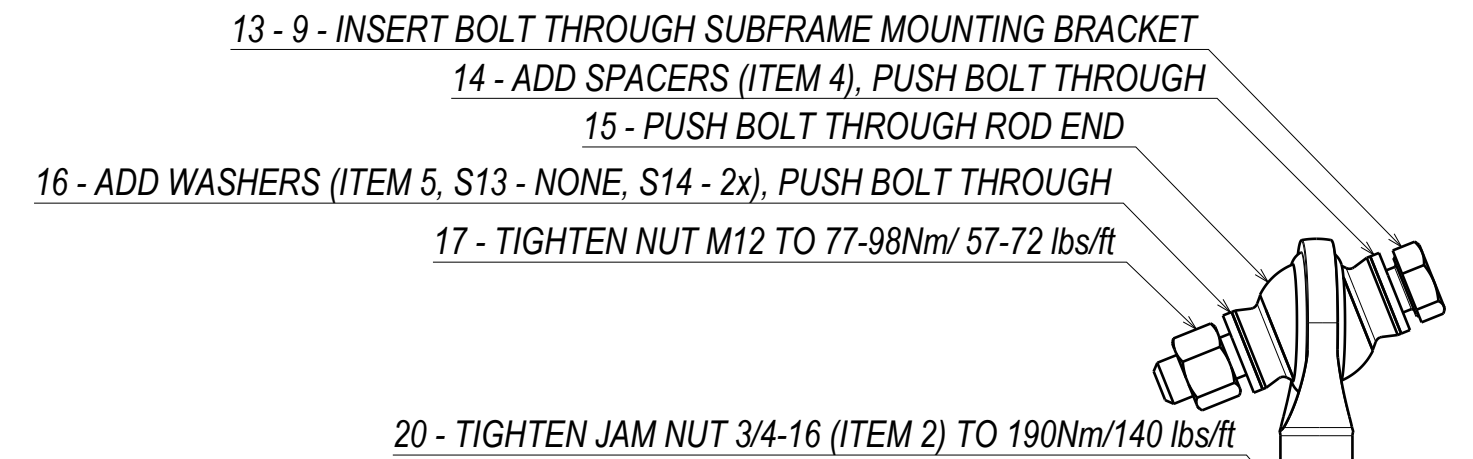 13 - 9 - INSERT BOLT THROUGH SUBFRAME MOUNTING BRACKET
14 - ADD SPACERS (ITEM 4), PUSH BOLT THROUGH
15 - PUSH BOLT THROUGH ROD END
16 - ADD WASHERS (ITEM 5, S13 - NONE, S14 - 2x), PUSH BOLT THROUGH
17 - TIGHTEN NUT M12 TO 77-98Nm/ 57-72 lbs/ft
20 - TIGHTEN JAM NUT 3/4-16 (ITEM 2) TO 190Nm/140 lbs/ft